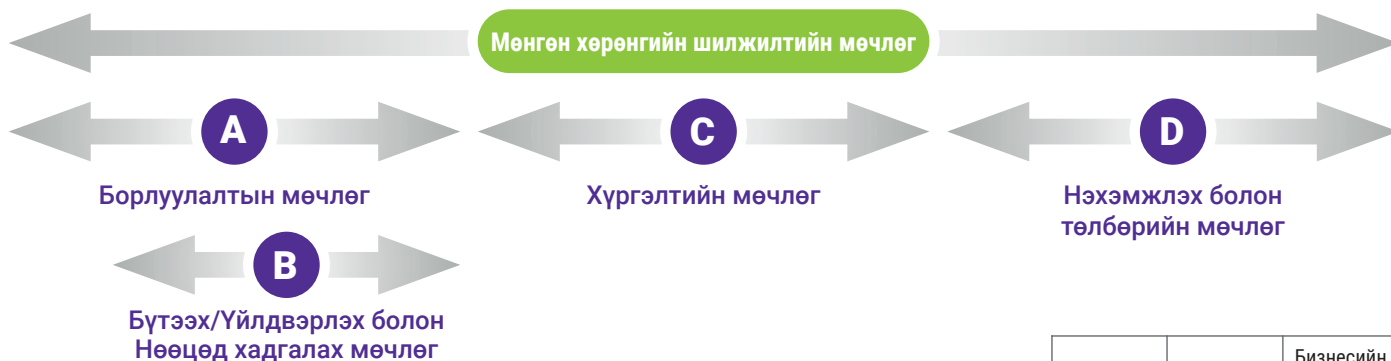 Мөнгөн хөрөнгийн шилжилтийн мөчлөг
A
C
D
Борлуулалтын мөчлөг
Хүргэлтийн мөчлөг
Нэхэмжлэх болон
төлбөрийн мөчлөг
B
Бүтээх/Үйлдвэрлэх болон
Нөөцөд хадгалах мөчлөг
Бизнесийн